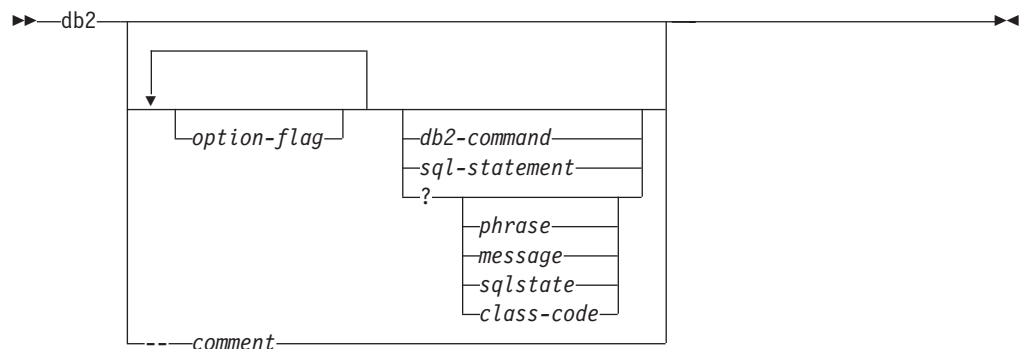 db2
option-flag
db2-command
sql-statement
?
phrase
message
sqlstate
class-code
-- comment